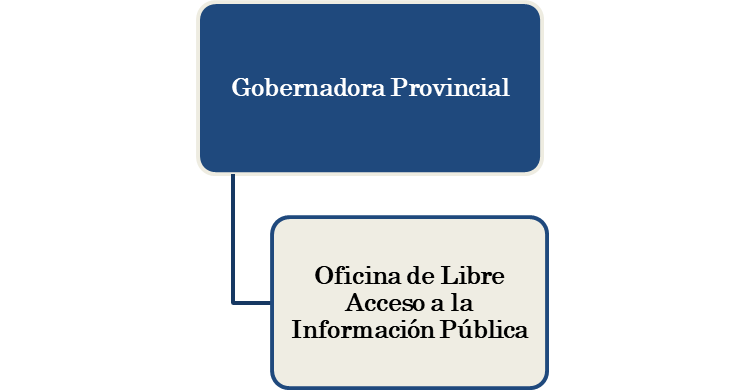 Gobernadora Provincial
Oficina de Libre
Acceso a la
Información Pública